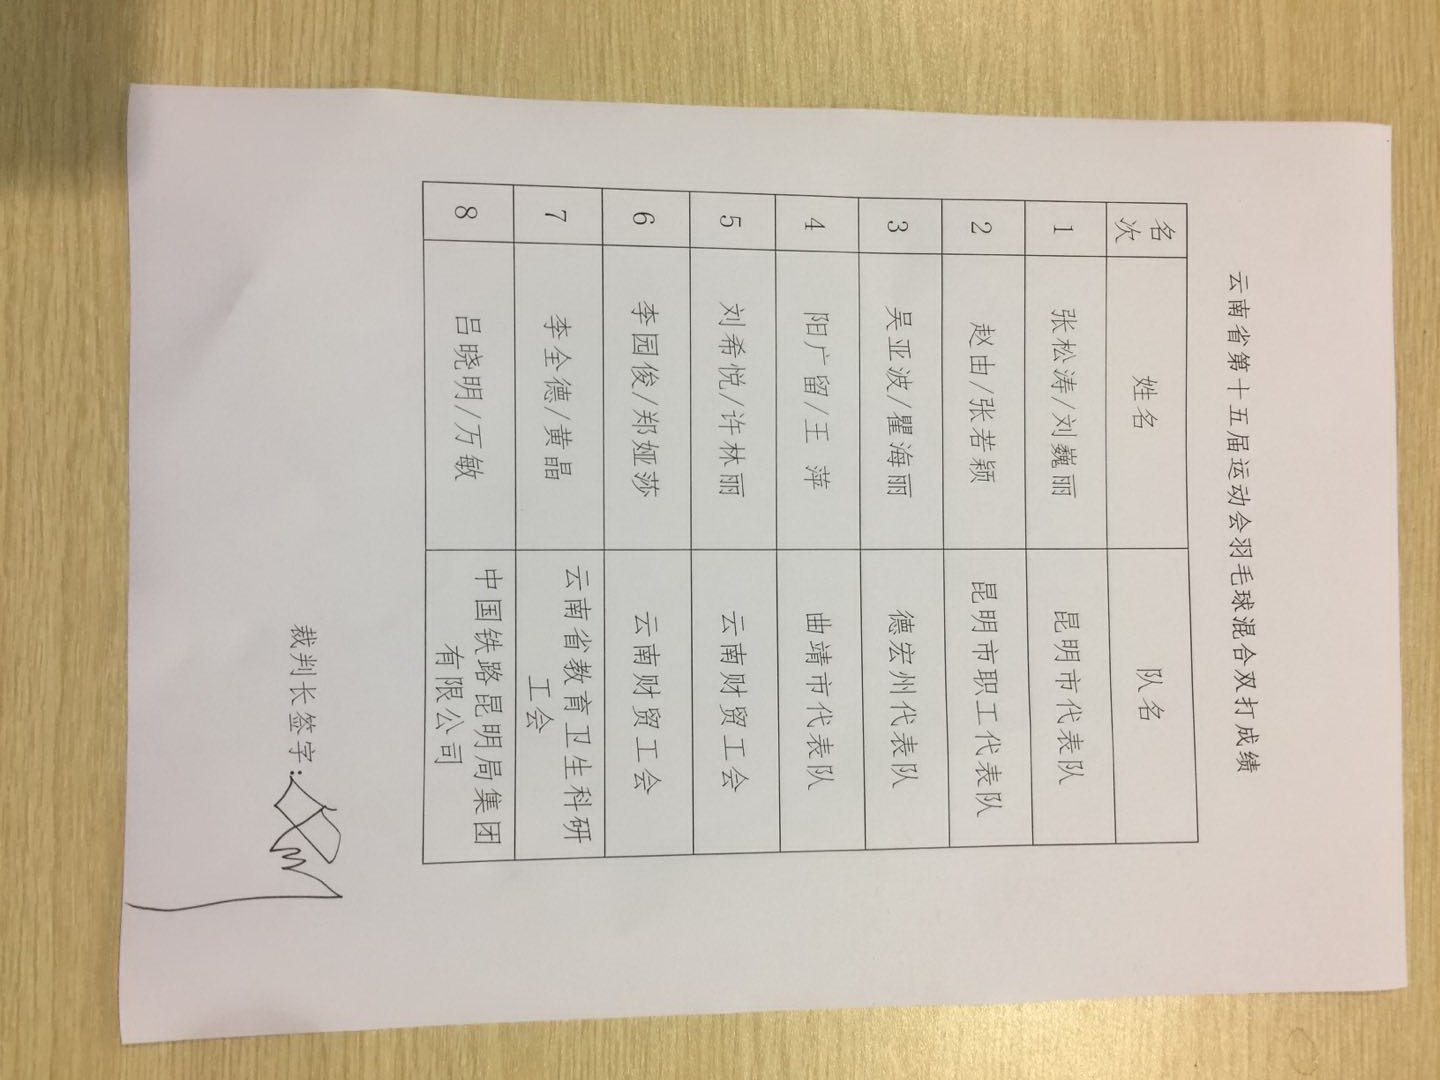 云南省第十五届运动会羽毛球混合双打成绩
名次 姓名 队名
1 张松涛/刘巍丽 昆明市代表队
2 赵由/张若颖 昆明市职工代表队
3 吴亚波/瞿海丽 德宏州代表队
4 阳广留/王 萍 曲靖市代表队
5 刘希悦/许林丽 云南财贸工会
6 李园俊/郑娅莎 云南财贸工会
7 李全德/黄晶 云南省教育卫生科研
工会
8 吕晓明/万敏 中国铁路昆明局集团
有限公司
裁判长签字：